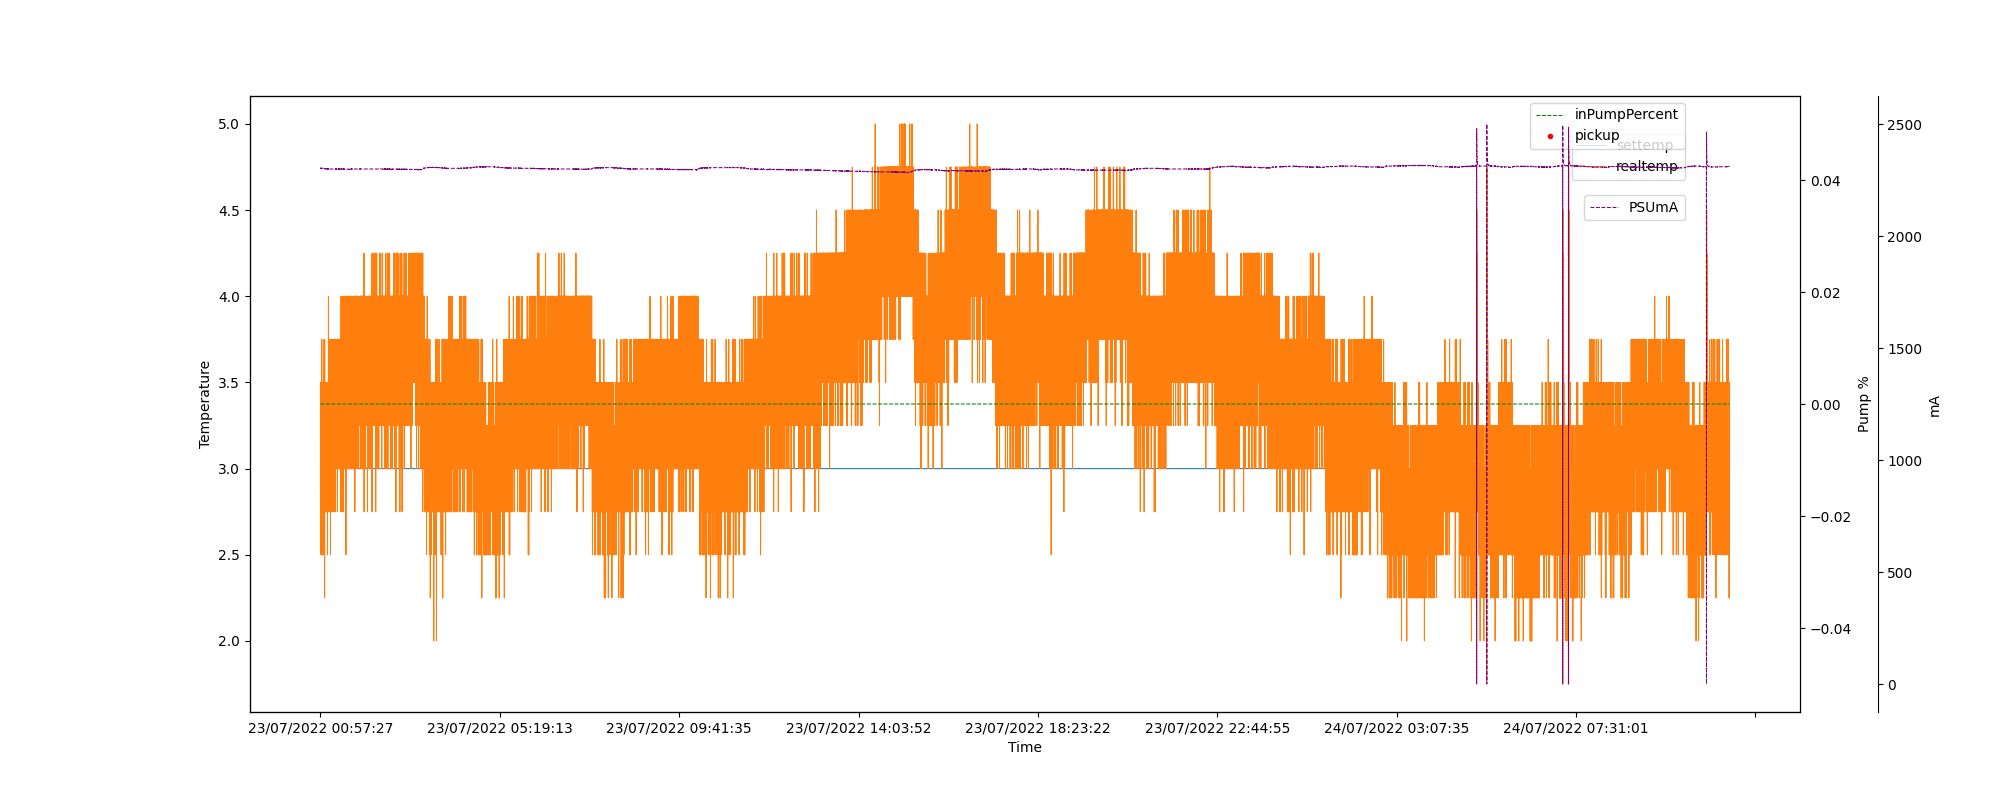 inPumpPercent
pickup
settemp
realtemp
PSUmA
5.0
4.5
4.0
3.5
3.0
2.5
2.0
Temperature
0.04
0.02
0.00
−0.02
−0.04
Pump %
2500
2000
1500
1000
500
0
mA
23/07/2022 00:57:27
23/07/2022 05:19:13
23/07/2022 09:41:35
23/07/2022 14:03:52
23/07/2022 18:23:22
23/07/2022 22:44:55
24/07/2022 03:07:35
24/07/2022 07:31:01
Time